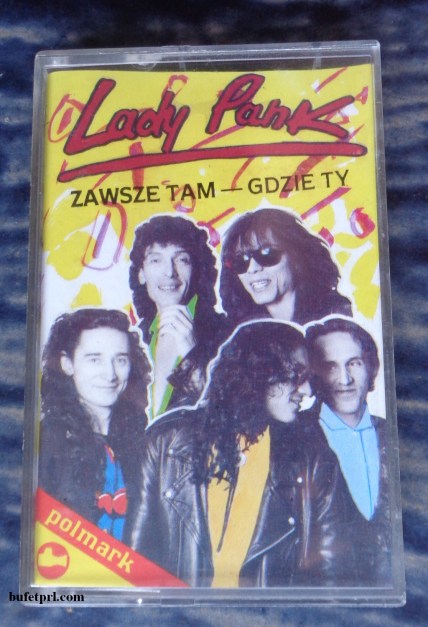 Lady Pank
ZAWSZE TAM — GDZIE TY
polmark
bufetprl.com